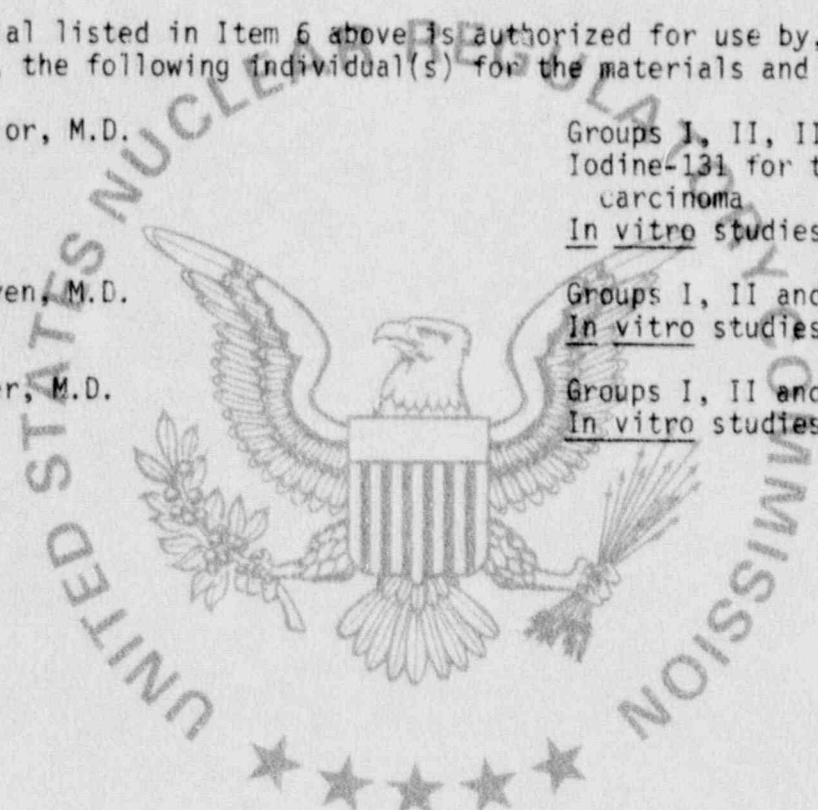 al listed in Item 6 above is authorized for use by,
the following individual(s) for the materials and
or, M.D.
Groups I, II, II
Iodine-131 for t
carcinoma
In vitro studies
ven, M.D.
Groups I, II and
In vitro studies
er, M.D.
Groups I, II and
In vitro studies
UNITED STATES NUCLEAR REGULATORY COMMISSION